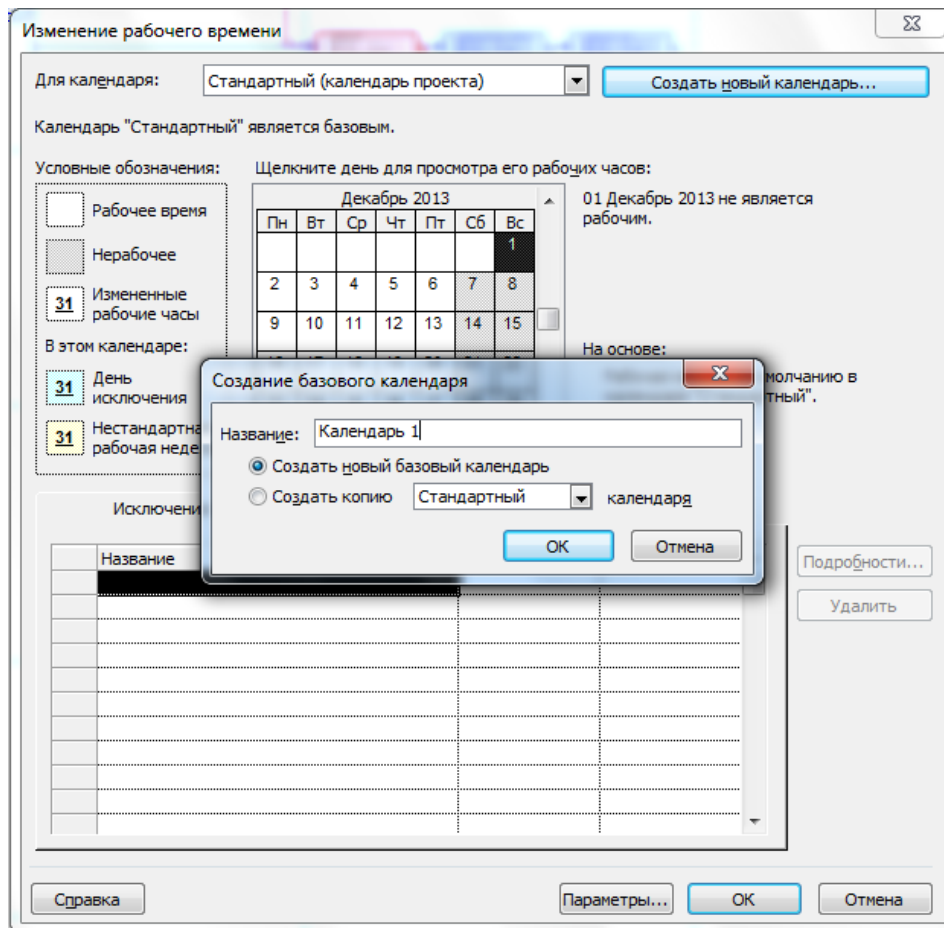 Изменение рабочего времени
Для календаря: Стандартный (календарь проекта) Создать новый календарь...
Календарь "Стандартный" является базовым.
Условные обозначения:
Рабочее время
Нерабочее
31 Измененные
рабочие часы
В этом календаре:
31 День
исключения
31 Нестандартна
рабочая неде
Щелкните день для просмотра его рабочих часов:
Декабрь 2013
Пн Вт Ср Чт Пт Сб Вс
1
2 3 4 5 6 7 8
9 10 11 12 13 14 15
01 Декабрь 2013 не является
рабочим.
На основе:
молчанию в
тный".
Создание базового календаря
Название: Календарь 1
Создать новый базовый календарь
Создать копию Стандартный календаря
ОК Отмена
Исключени
Название
Подробности...
Удалить
Справка Параметры... ОК Отмена